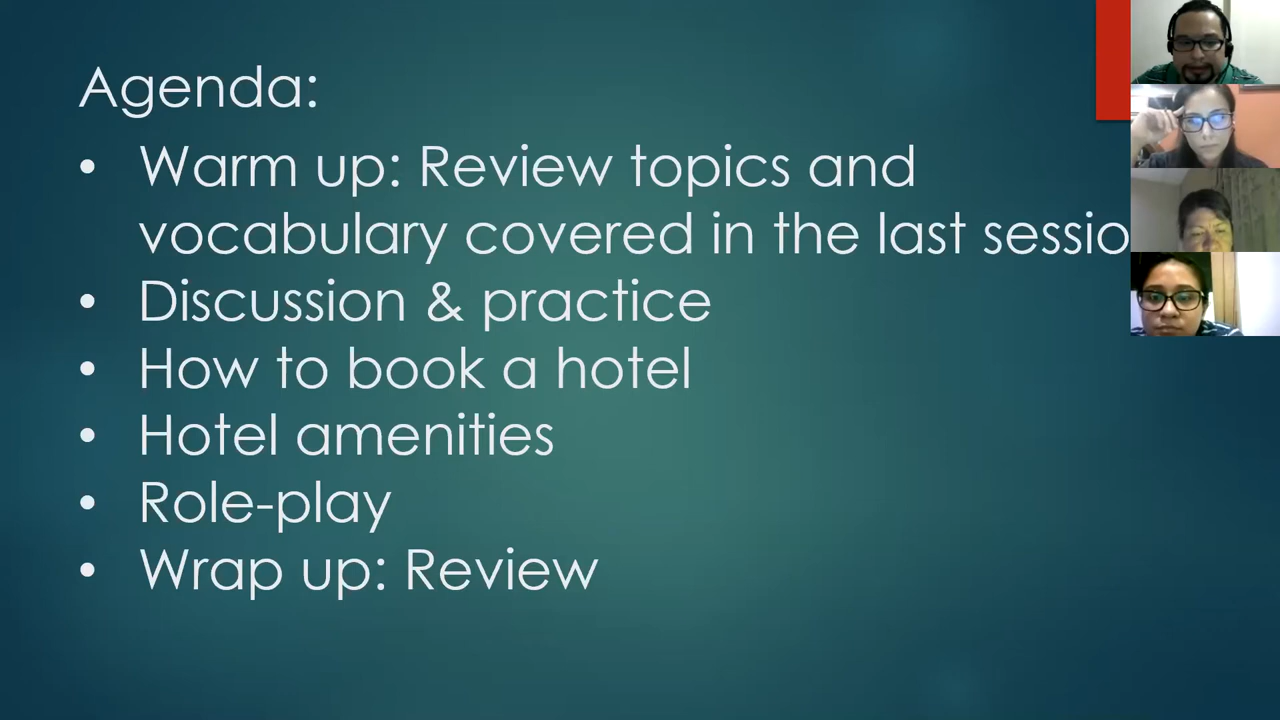 Agenda:
• Warm up: Review topics and
vocabulary covered in the last sessio
• Discussion & practice
• How to book a hotel
• Hotel amenities
• Role-play
• Wrap up: Review